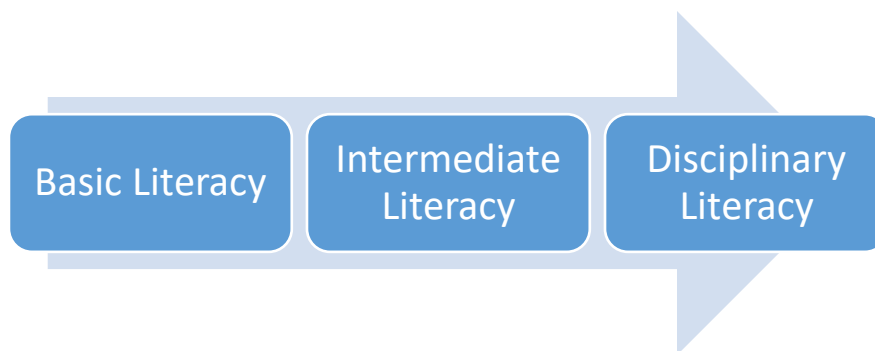 Basic Literacy
Intermediate
Literacy
Disciplinary
Literacy